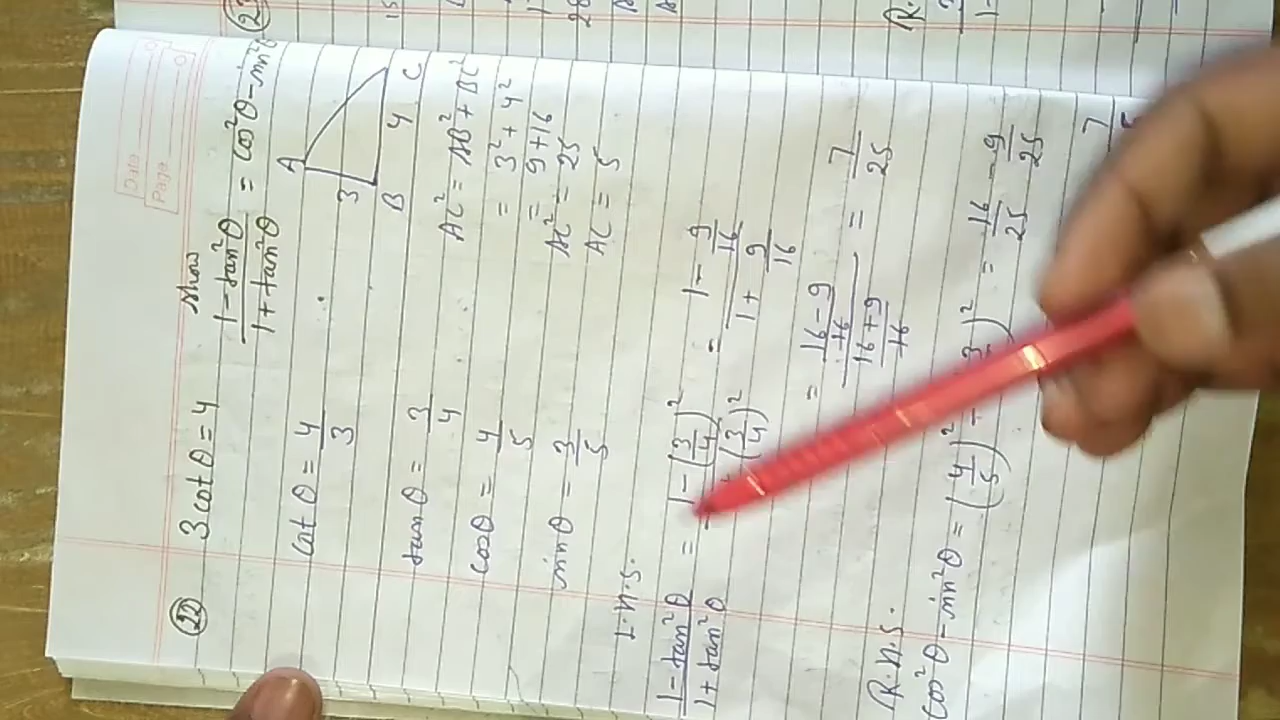 Date
Page
(22) 3 cot θ = 4 show
(1 - tan²θ)/(1 + tan²θ) = cos²θ - sin²θ
cot θ = 4/3
A
3
B 4 C
tan θ = 3/4
AC² = AB² + BC²
cos θ = 4/5
= 3² + 4²
= 9 + 16
sin θ = 3/5
AC² = 25
AC = 5
L.H.S.
(1 - tan²θ)/(1 + tan²θ) = (1 - (3/4)²)/( + (3/4)²) = (1 - 9/16)/(1 + 9/16)
= ((16 - 9)/16)/((16 + 9)/16) = 7/25
R.H.S.
cos²θ - sin²θ = (4/5)² - (3/ )² = 16/25 - 9/25
7